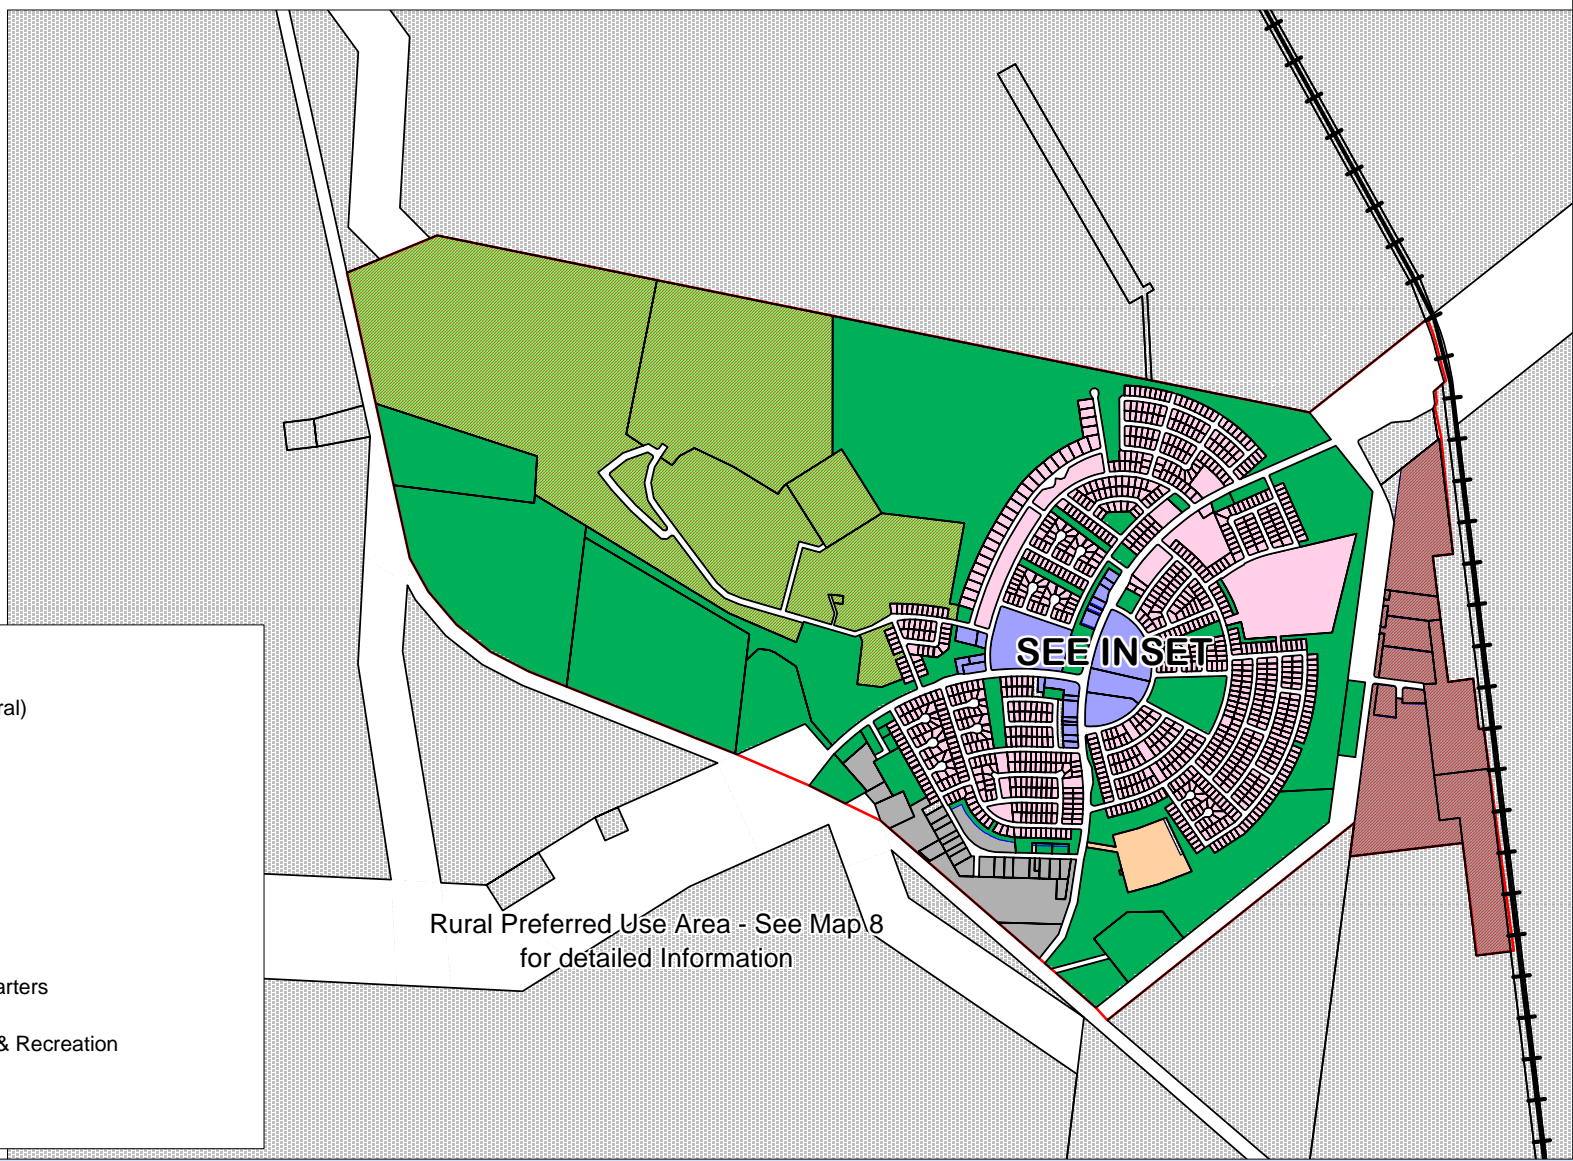 SEE INSET
ral)
Rural Preferred Use Area - See Map 8
for detailed Information
arters
& Recreation